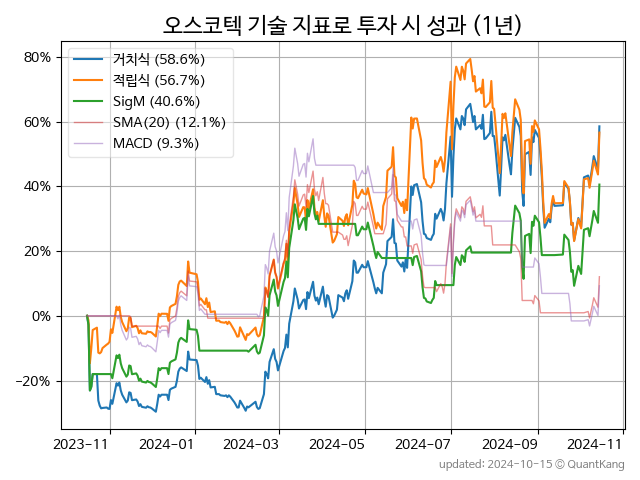 오스코텍 기술 지표로 투자 시 성과 (1년)
80%
60%
40%
20%
0%
−20%
거치식 (58.6%)
적립식 (56.7%)
SigM (40.6%)
SMA(20) (12.1%)
MACD (9.3%)
2023-11 2024-01 2024-03 2024-05 2024-07 2024-09 2024-11
updated: 2024-10-15 © QuantKang